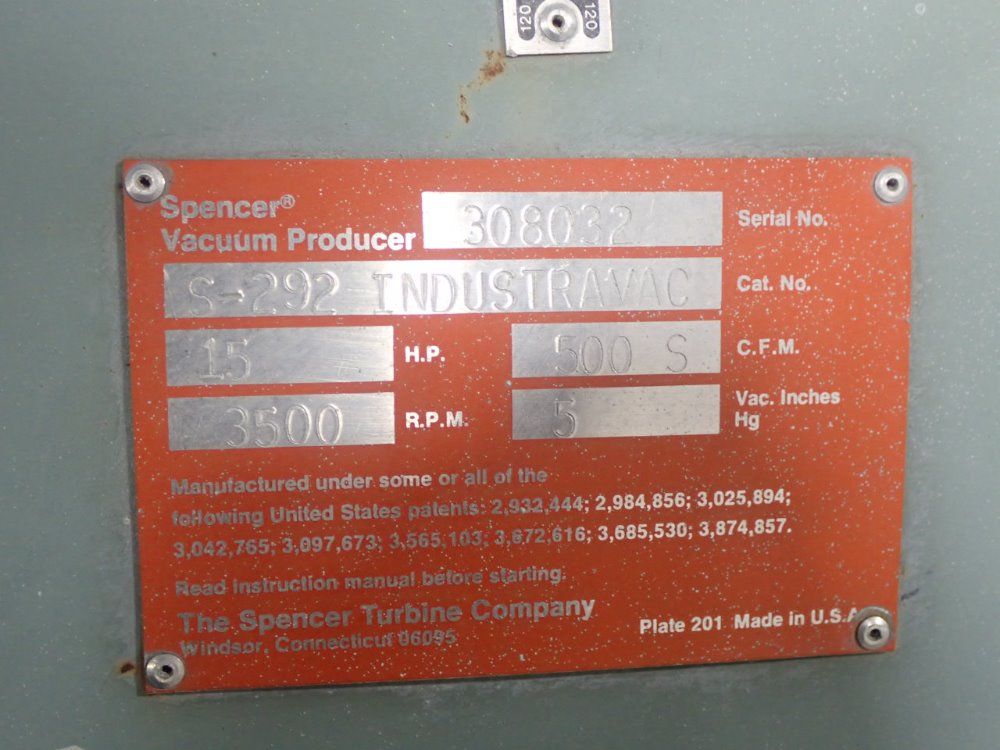 120 120
Spencer®
Vacuum Producer 308032 Serial No.
S-292 INDUSTRAVAC Cat. No.
15 H.P. 500 S C.F.M.
3500 R.P.M. 5 Vac. Inches Hg
Manufactured under some or all of the
following United States patents: 2,932,444; 2,984,856; 3,025,894;
3,042,765; 3,097,673; 3,565,103; 3,672,616; 3,685,530; 3,874,857.
Read instruction manual before starting.
The Spencer Turbine Company
Windsor, Connecticut 06095
Plate 201 Made in U.S.A